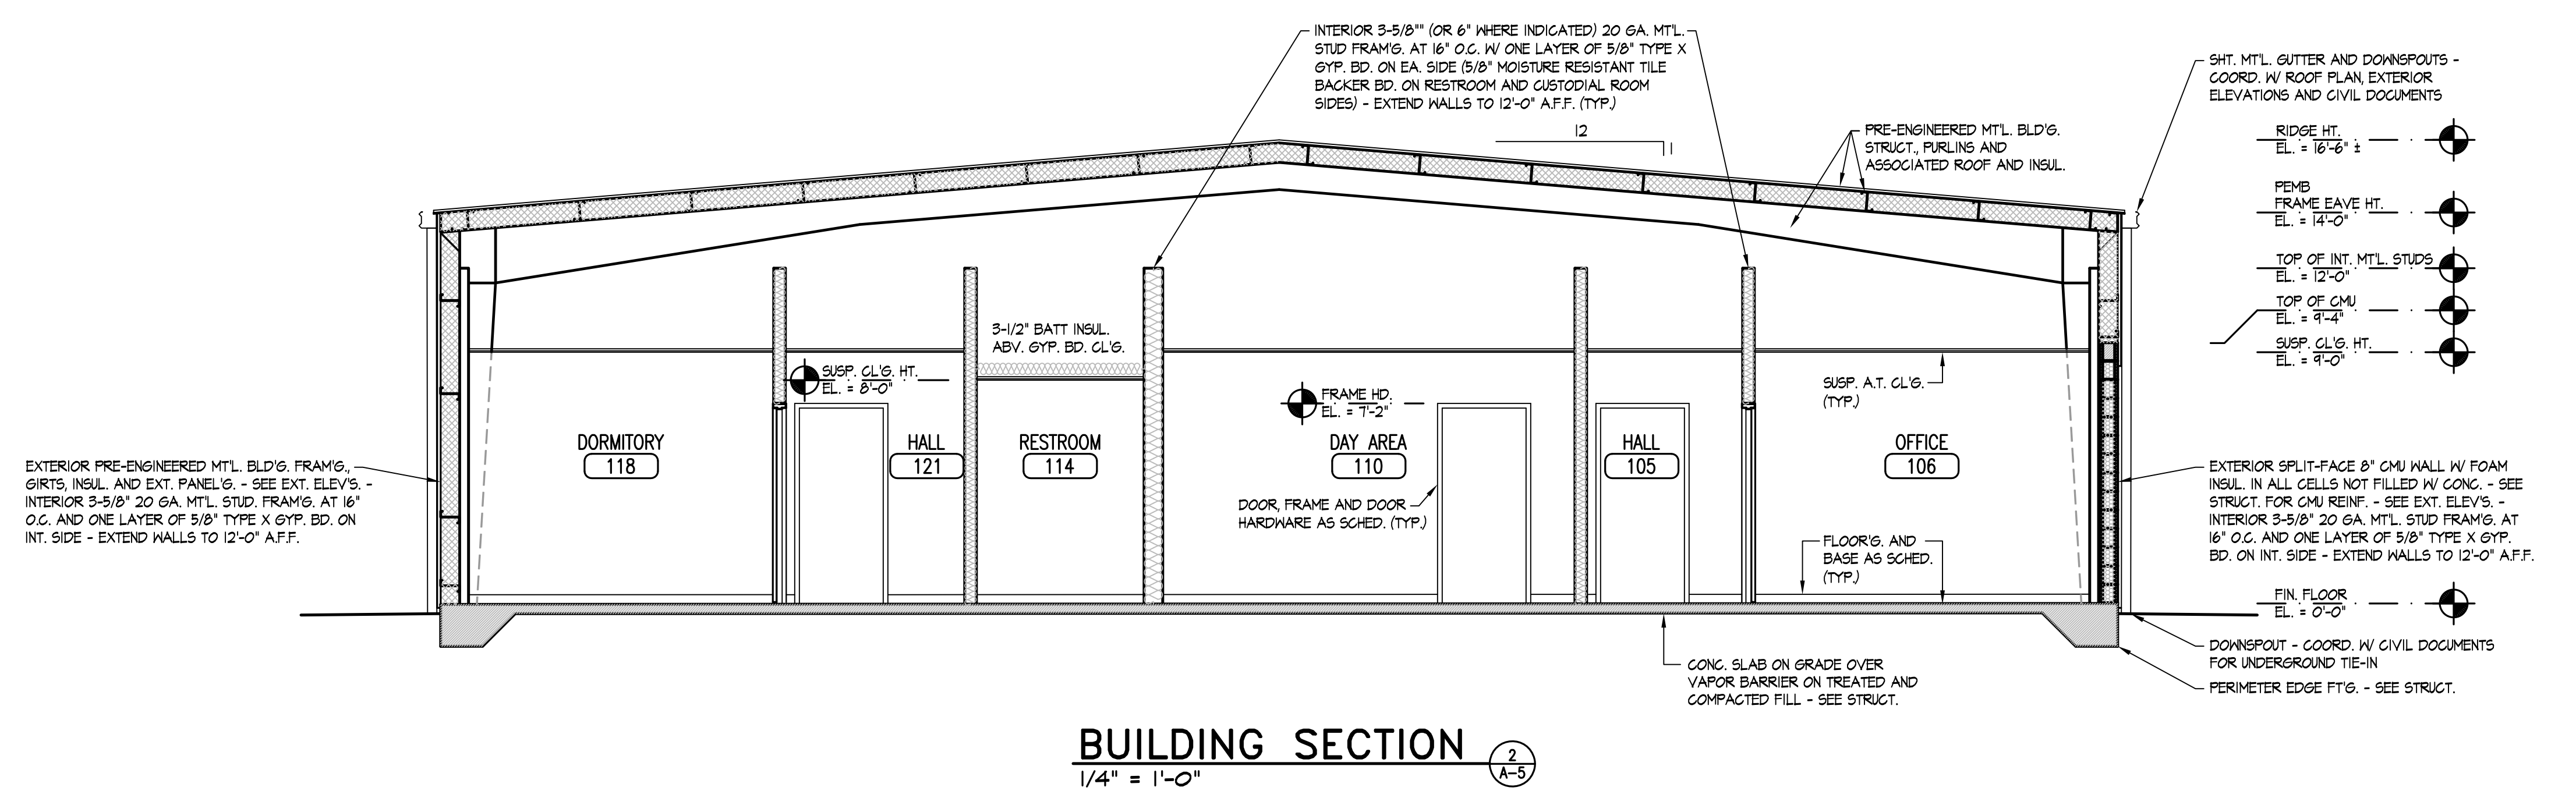 INTERIOR 3-5/8"" (OR 6" WHERE INDICATED) 20 GA. MT'L.
STUD FRAM'G. AT 16" O.C. W/ ONE LAYER OF 5/8" TYPE X
GYP. BD. ON EA. SIDE (5/8" MOISTURE RESISTANT TILE
BACKER BD. ON RESTROOM AND CUSTODIAL ROOM
SIDES) - EXTEND WALLS TO 12'-0" A.F.F. (TYP.)
12
1
PRE-ENGINEERED MT'L. BLD'G.
STRUCT., PURLINS AND
ASSOCIATED ROOF AND INSUL.
SHT. MT'L. GUTTER AND DOWNSPOUTS -
COORD. W/ ROOF PLAN, EXTERIOR
ELEVATIONS AND CIVIL DOCUMENTS
RIDGE HT.
EL. = 16'-6" ±
PEMB
FRAME EAVE HT.
EL. = 14'-0"
TOP OF INT. MT'L. STUDS
EL. = 12'-0"
TOP OF CMU
EL. = 9'-4"
SUSP. CL'G. HT.
EL. = 9'-0"
3-1/2" BATT INSUL.
ABV. GYP. BD. CL'G.
SUSP. CL'G. HT.
EL. = 8'-0"
FRAME HD.
EL. = 7'-2"
SUSP. A.T. CL'G.
(TYP.)
DORMITORY
118
HALL
121
RESTROOM
114
DAY AREA
110
HALL
105
OFFICE
106
EXTERIOR PRE-ENGINEERED MT'L. BLD'G. FRAM'G.,
GIRTS, INSUL. AND EXT. PANEL'G. - SEE EXT. ELEV'S. -
INTERIOR 3-5/8" 20 GA. MT'L. STUD. FRAM'G. AT 16"
O.C. AND ONE LAYER OF 5/8" TYPE X GYP. BD. ON
INT. SIDE - EXTEND WALLS TO 12'-0" A.F.F.
DOOR, FRAME AND DOOR
HARDWARE AS SCHED. (TYP.)
FLOOR'G. AND
BASE AS SCHED.
(TYP.)
EXTERIOR SPLIT-FACE 8" CMU WALL W/ FOAM
INSUL. IN ALL CELLS NOT FILLED W/ CONC. - SEE
STRUCT. FOR CMU REINF. - SEE EXT. ELEV'S. -
INTERIOR 3-5/8" 20 GA. MT'L. STUD FRAM'G. AT
16" O.C. AND ONE LAYER OF 5/8" TYPE X GYP.
BD. ON INT. SIDE - EXTEND WALLS TO 12'-0" A.F.F.
FIN. FLOOR
EL. = 0'-0"
DOWNSPOUT - COORD. W/ CIVIL DOCUMENTS
FOR UNDERGROUND TIE-IN
PERIMETER EDGE FT'G. - SEE STRUCT.
CONC. SLAB ON GRADE OVER
VAPOR BARRIER ON TREATED AND
COMPACTED FILL - SEE STRUCT.
BUILDING SECTION
1/4" = 1'-0"
2
A-5